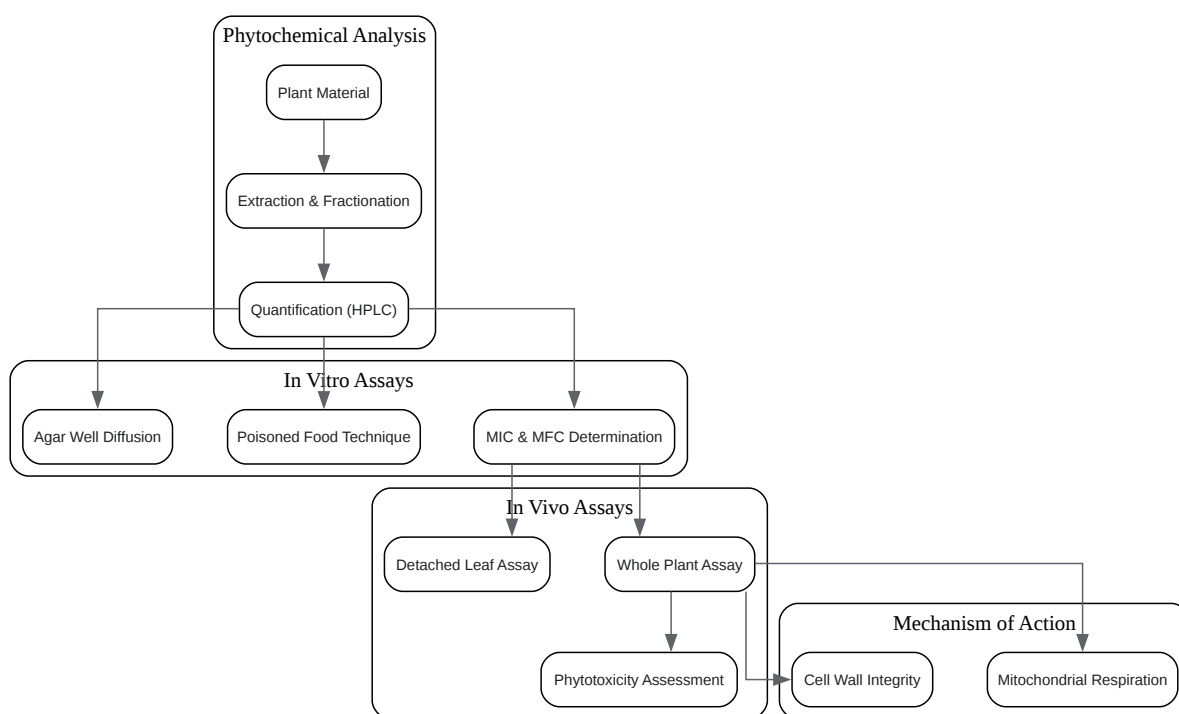 Phytochemical Analysis
Plant Material
Extraction & Fractionation
Quantification (HPLC)
In Vitro Assays
Agar Well Diffusion
Poisoned Food Technique
MIC & MFC Determination
In Vivo Assays
Detached Leaf Assay
Whole Plant Assay
Phytotoxicity Assessment
Mechanism of Action
Cell Wall Integrity
Mitochondrial Respiration